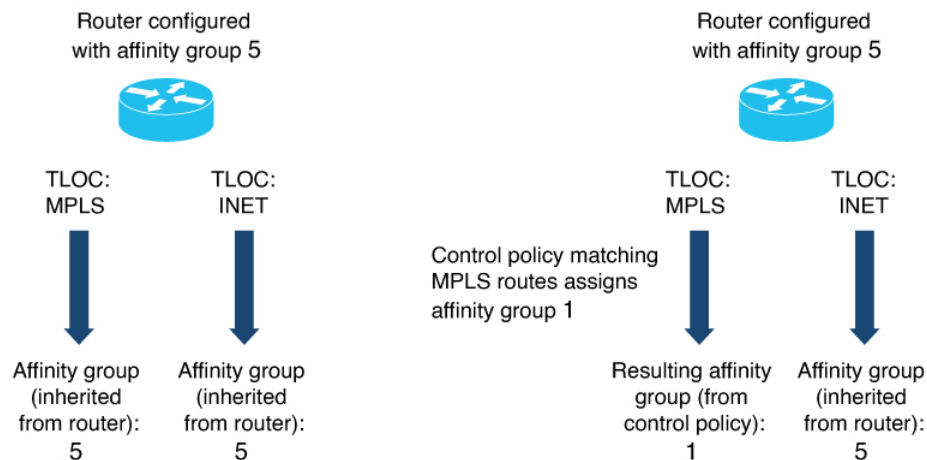 Router configured
with affinity group 5
TLOC:
MPLS
TLOC:
INET
Affinity group
(inherited
from router):
5
Affinity group
(inherited
from router):
5
Router configured
with affinity group 5
TLOC:
MPLS
TLOC:
INET
Control policy matching
MPLS routes assigns
affinity group 1
Resulting affinity
group (from
control policy):
1
Affinity group
(inherited
from router):
5